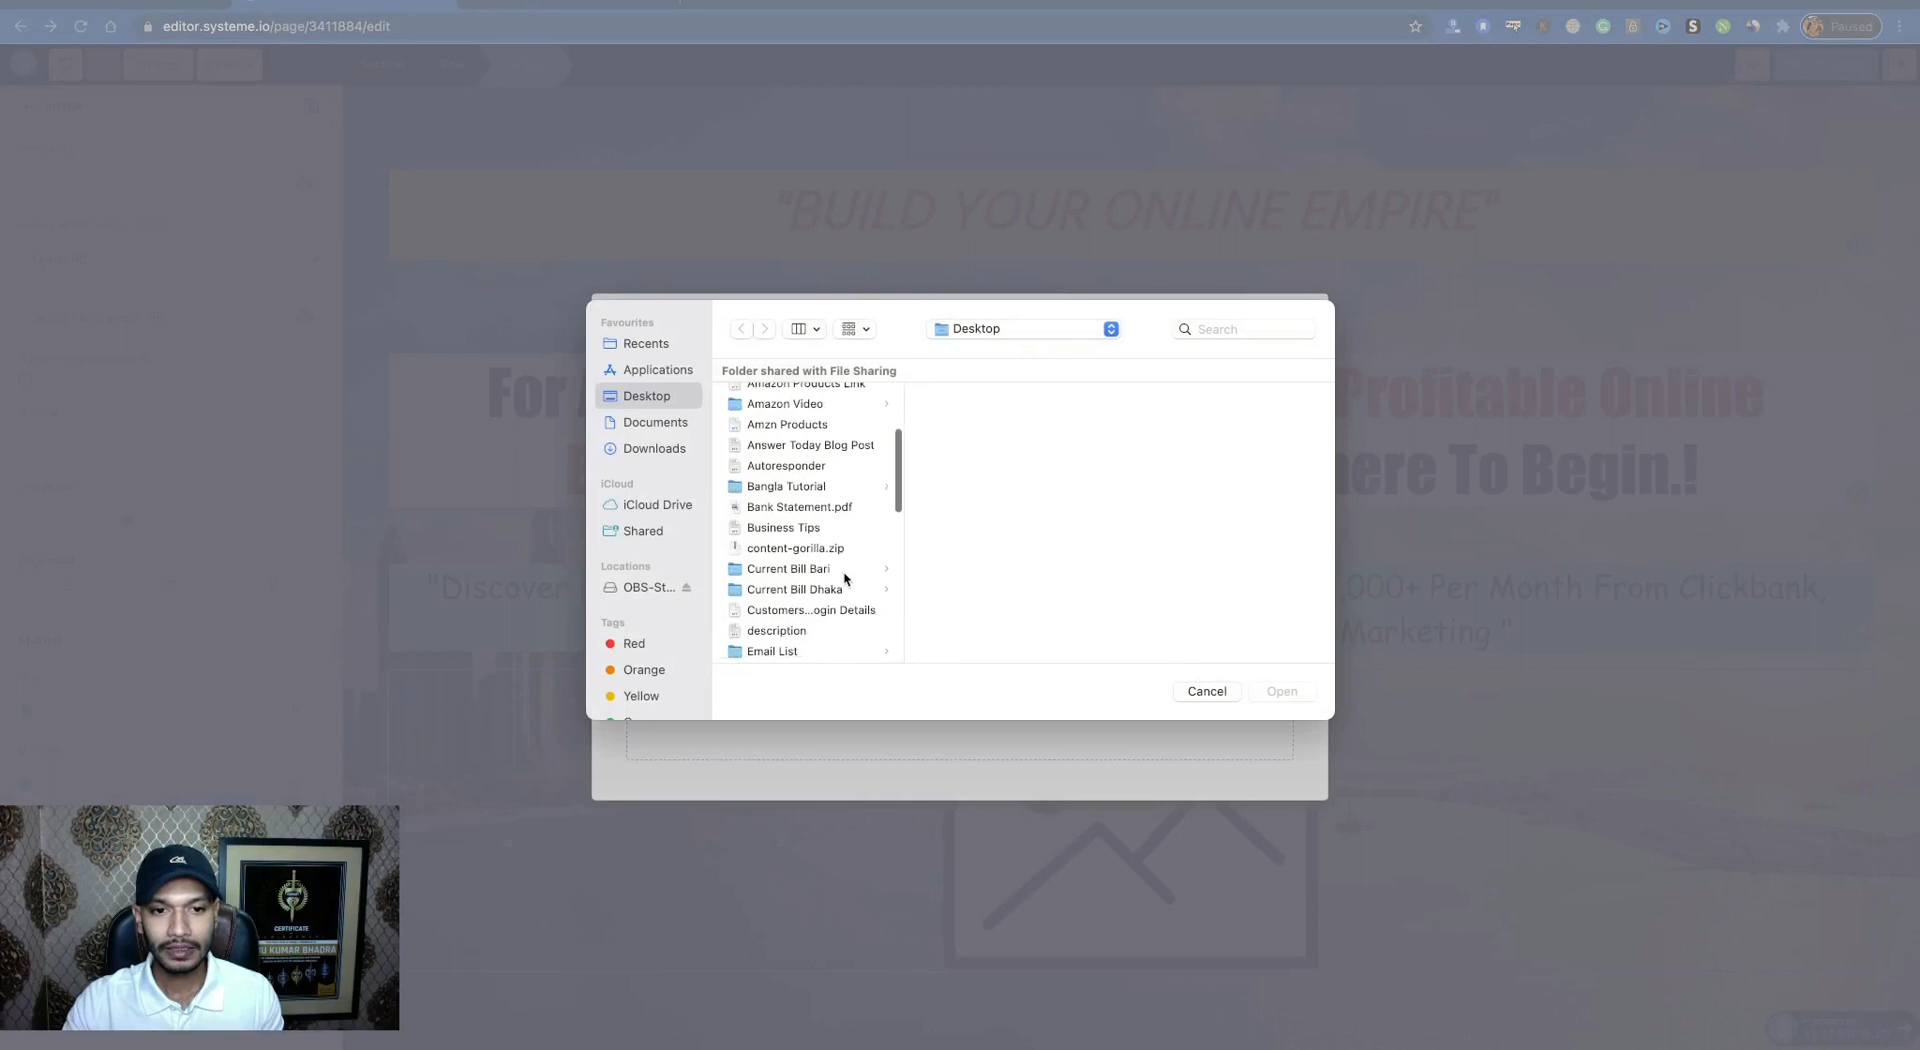 editor.systeme.io/page/3411884/edit
Paused
"BUILD YOUR ONLINE EMPIRE"
For
Profitable Online
here To Begin.!
"Discover
,000+ Per Month From Clickbank,
Marketing "
Favourites
Recents
Applications
Desktop
Documents
Downloads
iCloud
iCloud Drive
Shared
Locations
OBS-St...
Tags
Red
Orange
Yellow
Desktop
Search
Folder shared with File Sharing
Amazon Products Link
Amazon Video
Amzn Products
Answer Today Blog Post
Autoresponder
Bangla Tutorial
Bank Statement.pdf
Business Tips
content-gorilla.zip
Current Bill Bari
Current Bill Dhaka
Customers...ogin Details
description
Email List
Cancel
Open
CERTIFICATE
U KUMAR BHADRA